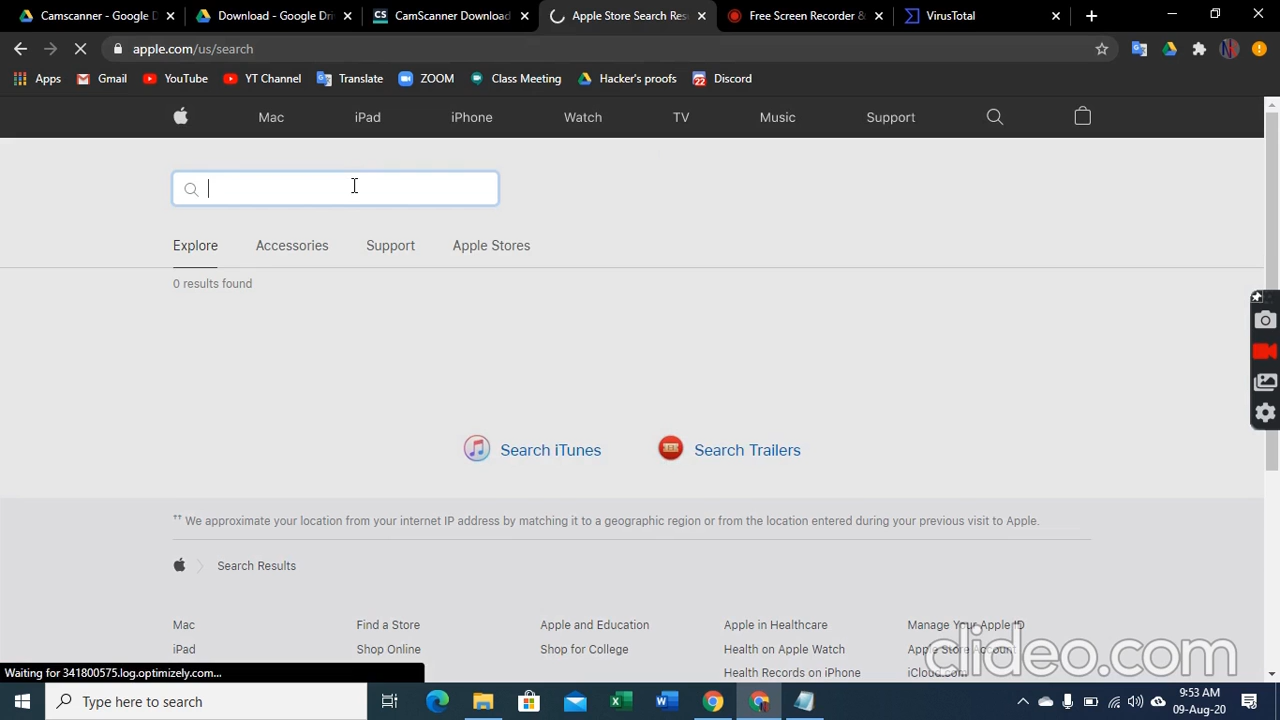 Camscanner - Google D
Download - Google Dri
CamScanner Download
Apple Store Search Res
Free Screen Recorder &
VirusTotal
apple.com/us/search
Apps
Gmail
YouTube
YT Channel
Translate
ZOOM
Class Meeting
Hacker's proofs
22
Discord
Mac
iPad
iPhone
Watch
TV
Music
Support
Explore
Accessories
Support
Apple Stores
0 results found
Search iTunes
Search Trailers
†† We approximate your location from your internet IP address by matching it to a geographic region or from the location entered during your previous visit to Apple.
Search Results
Mac
Find a Store
Apple and Education
Apple in Healthcare
Manage Your Apple ID
iPad
Shop Online
Shop for College
Health on Apple Watch
Apple Store Account
Health Records on iPhone
iCloud.com
clideo.com
Waiting for 341800575.log.optimizely.com...
Type here to search
9:53 AM
09-Aug-20